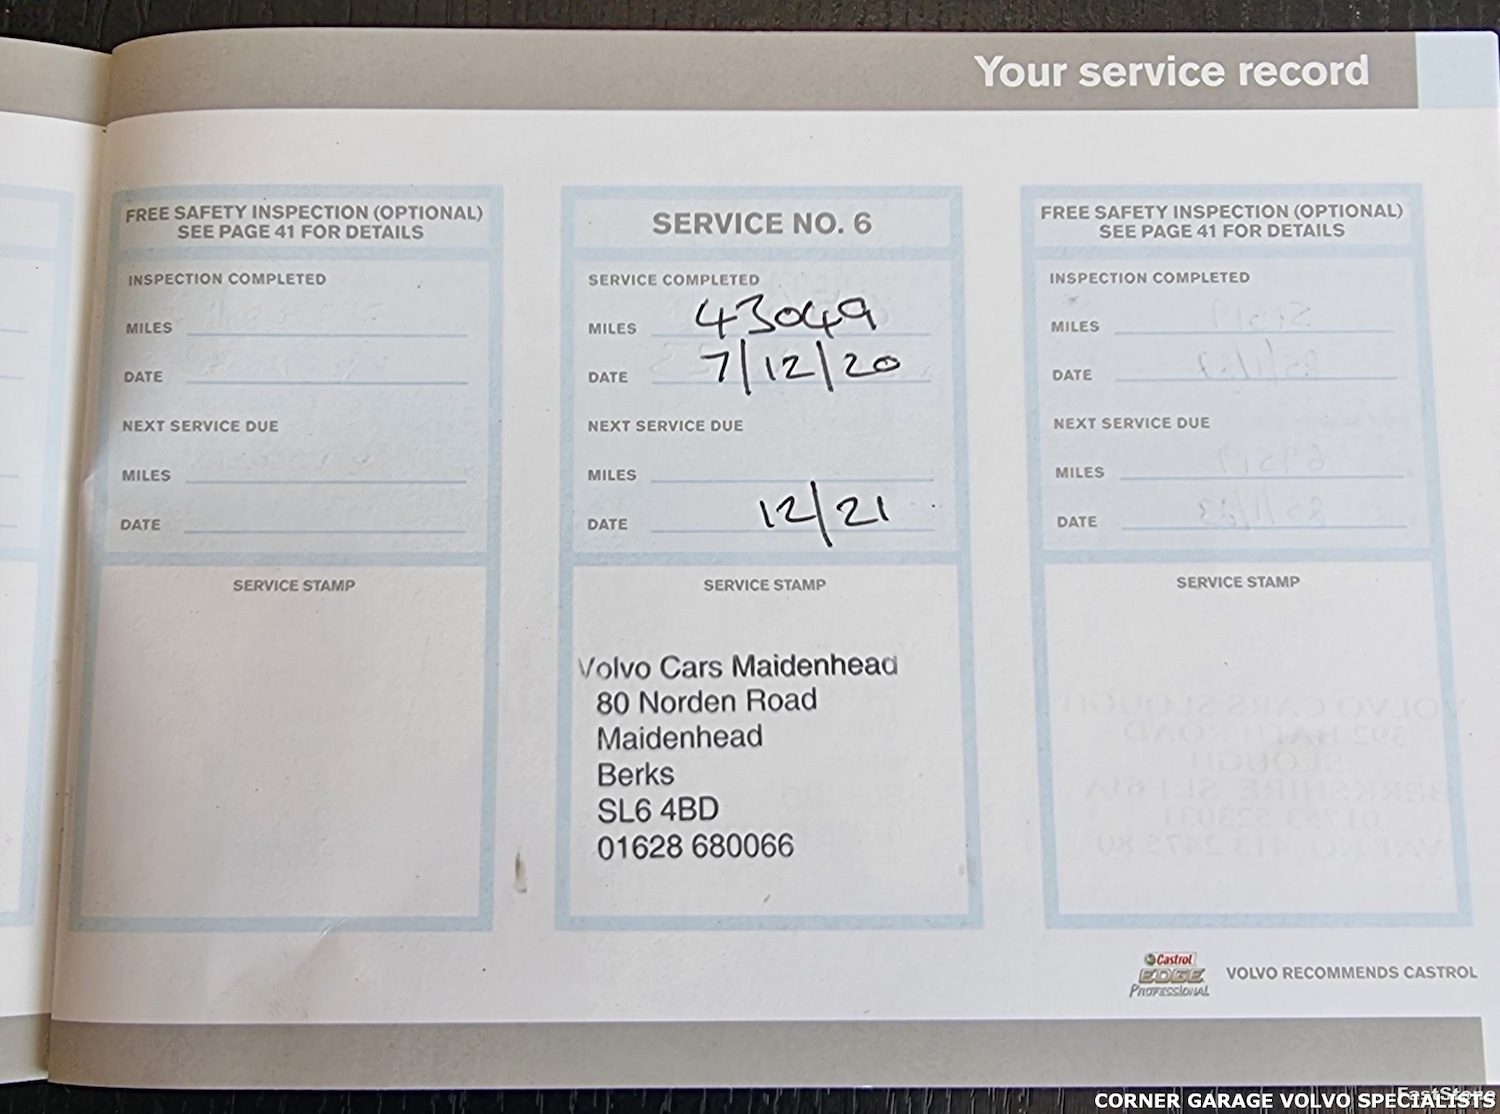 Your service record
FREE SAFETY INSPECTION (OPTIONAL)
SEE PAGE 41 FOR DETAILS
INSPECTION COMPLETED
MILES
DATE
NEXT SERVICE DUE
MILES
DATE
SERVICE STAMP
SERVICE NO. 6
SERVICE COMPLETED
MILES 43049
DATE 7/12/20
NEXT SERVICE DUE
MILES
DATE 12/21
SERVICE STAMP
Volvo Cars Maidenhead
80 Norden Road
Maidenhead
Berks
SL6 4BD
01628 680066
FREE SAFETY INSPECTION (OPTIONAL)
SEE PAGE 41 FOR DETAILS
INSPECTION COMPLETED
MILES
DATE
NEXT SERVICE DUE
MILES
DATE
SERVICE STAMP
Castrol
EDGE
PROFESSIONAL
VOLVO RECOMMENDS CASTROL
CORNER GARAGE VOLVO SPECIALISTS